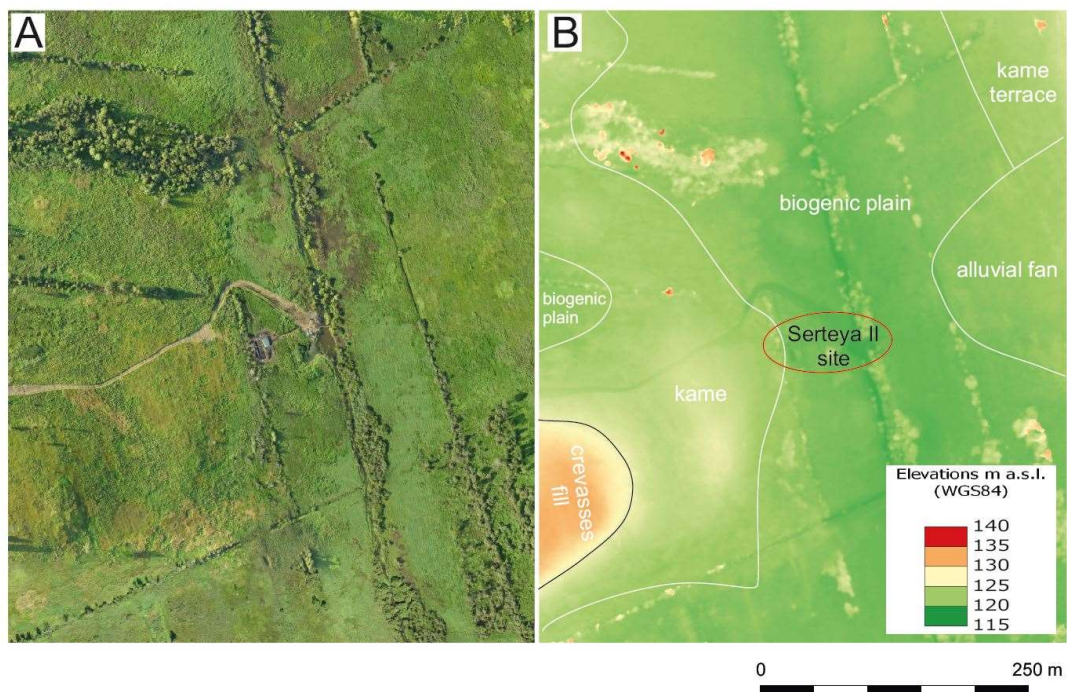 A
B
kame
terrace
biogenic plain
alluvial fan
biogenic
plain
Serteya II
site
kame
crevasses
fill
Elevations m a.s.l.
(WGS84)
140
135
130
125
120
115
0
250 m